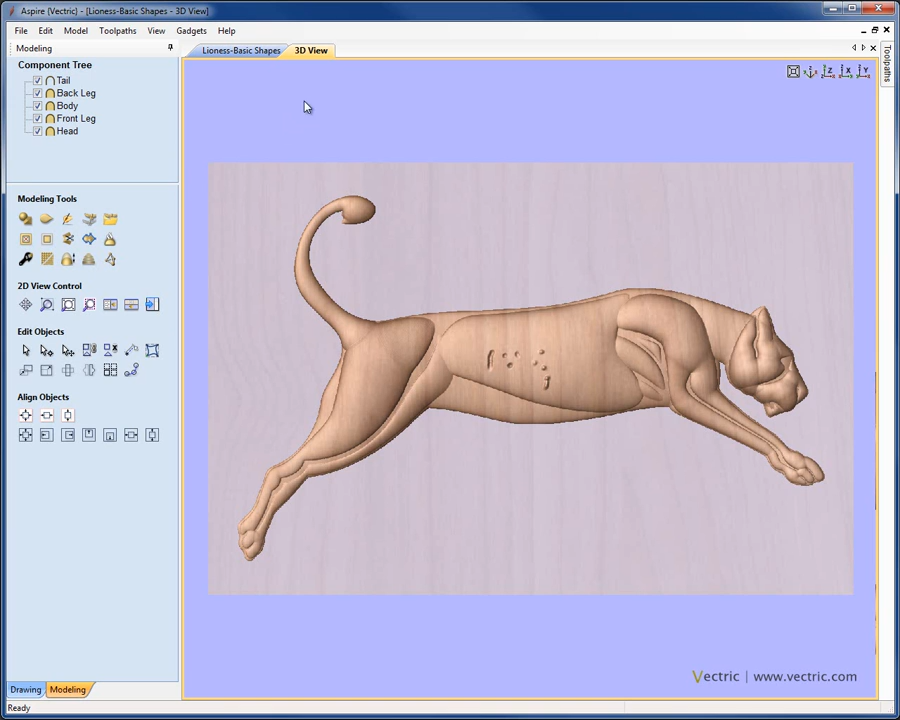 Aspire {Vectric} - [Lioness-Basic Shapes - 3D View]
File Edit Model Toolpaths View Gadgets Help
Modeling
Lioness-Basic Shapes 3D View
Toolpaths
Component Tree
Tail
Back Leg
Body
Front Leg
Head
Modeling Tools
2D View Control
Edit Objects
Align Objects
Z X Y
Vectric | www.vectric.com
Drawing Modeling
Ready